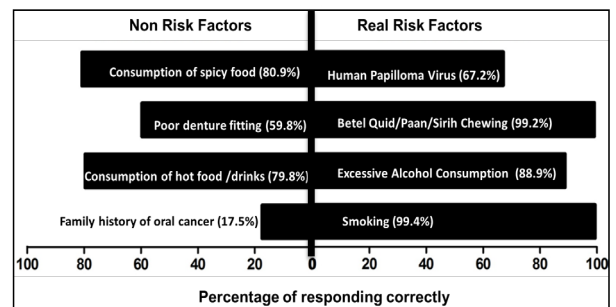 Non Risk Factors Real Risk Factors
Consumption of spicy food (80.9%) Human Papilloma Virus (67.2%)
Poor denture fitting (59.8%) Betel Quid/Paan/Sirih Chewing (99.2%)
Consumption of hot food /drinks (79.8%) Excessive Alcohol Consumption (88.9%)
Family history of oral cancer (17.5%) Smoking (99.4%)
100 80 60 40 20 0 20 40 60 80 100
Percentage of responding correctly